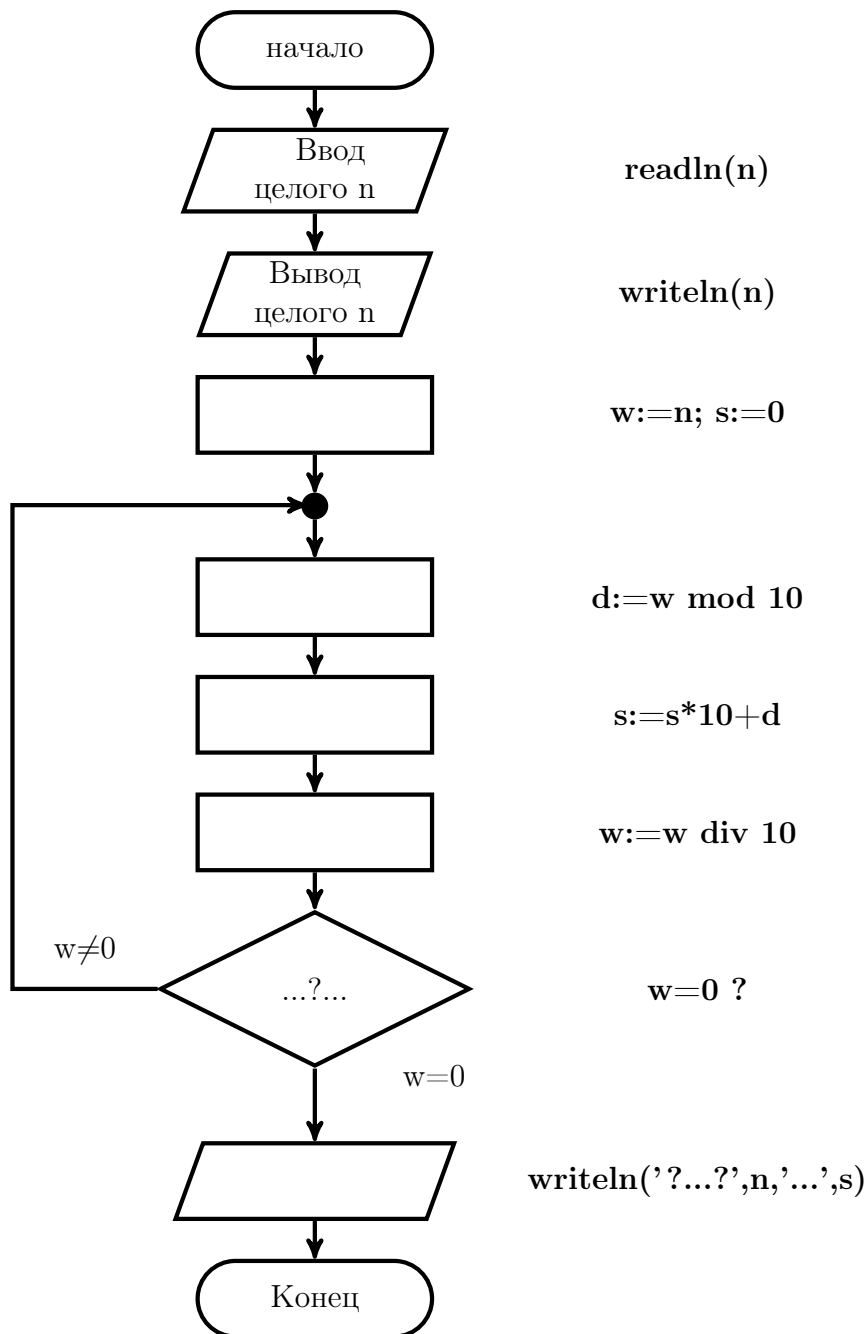 начало
Ввод
целого n
readln(n)
Вывод
целого n
writeln(n)
w:=n; s:=0
d:=w mod 10
s:=s*10+d
w:=w div 10
w≠0
...?...
w=0 ?
w=0
writeln('?...?',n,'...',s)
Конец